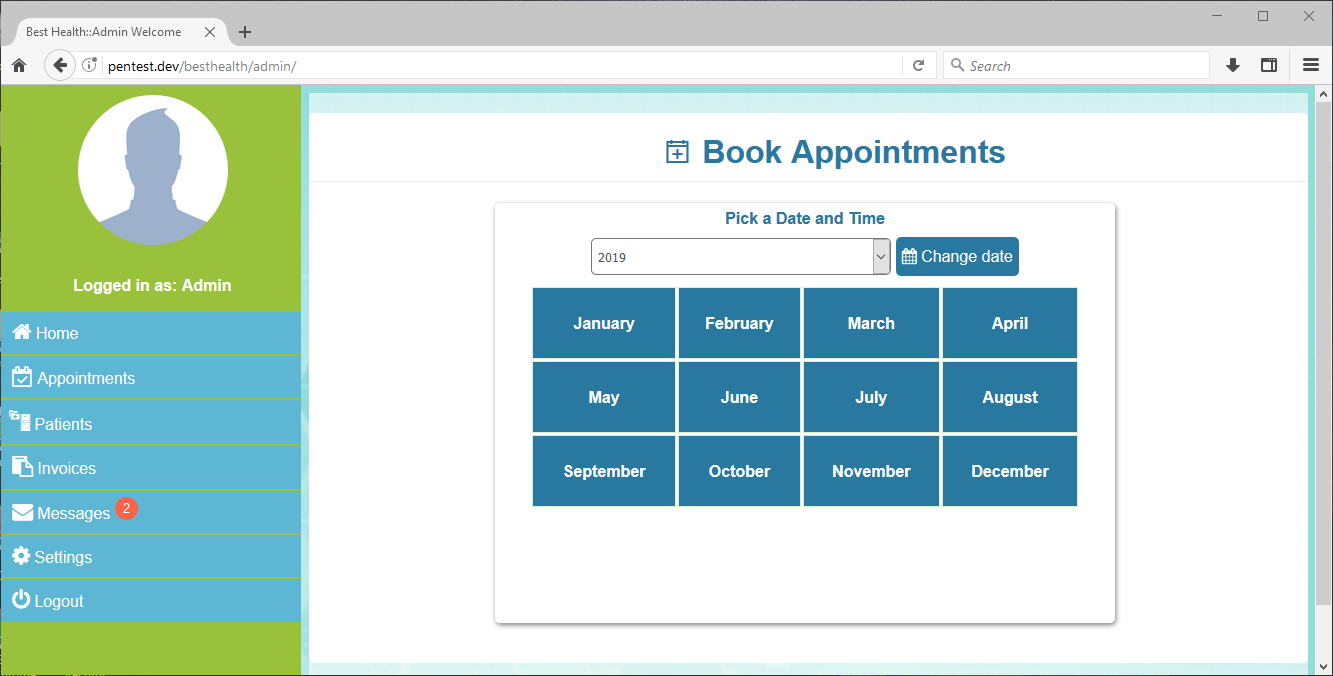 Best Health::Admin Welcome
pentest.dev/besthealth/admin/
Search
Logged in as: Admin
Home
Appointments
Patients
Invoices
Messages 2
Settings
Logout
Book Appointments
Pick a Date and Time
2019 Change date
January February March April
May June July August
September October November December